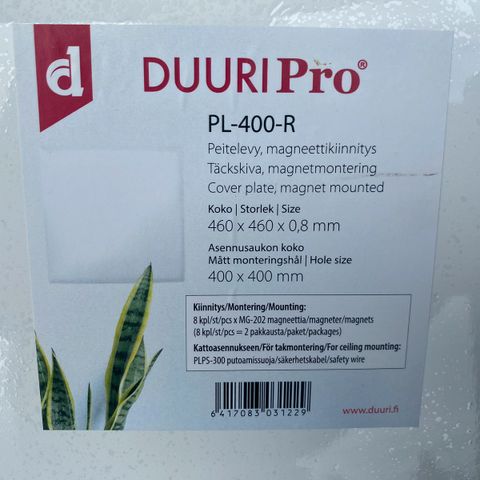 d
DUURI Pro®
PL-400-R
Peitelevy, magneettikiinnitys
Täckskiva, magnetmontering
Cover plate, magnet mounted
Koko | Storlek | Size
460 x 460 x 0,8 mm
Asennusaukon koko
Mått monteringshål | Hole size
400 x 400 mm
Kiinnitys/Montering/Mounting:
8 kpl/st/pcs x MG-202 magneettia/magneter/magnets
(8 kpl/st/pcs = 2 pakkausta/paket/packages)
Kattoasennukseen/För takmontering/For ceiling mounting:
PLPS-300 putoamissuoja/säkerhetskabel/safety wire
6 417083 031229
www.duuri.fi